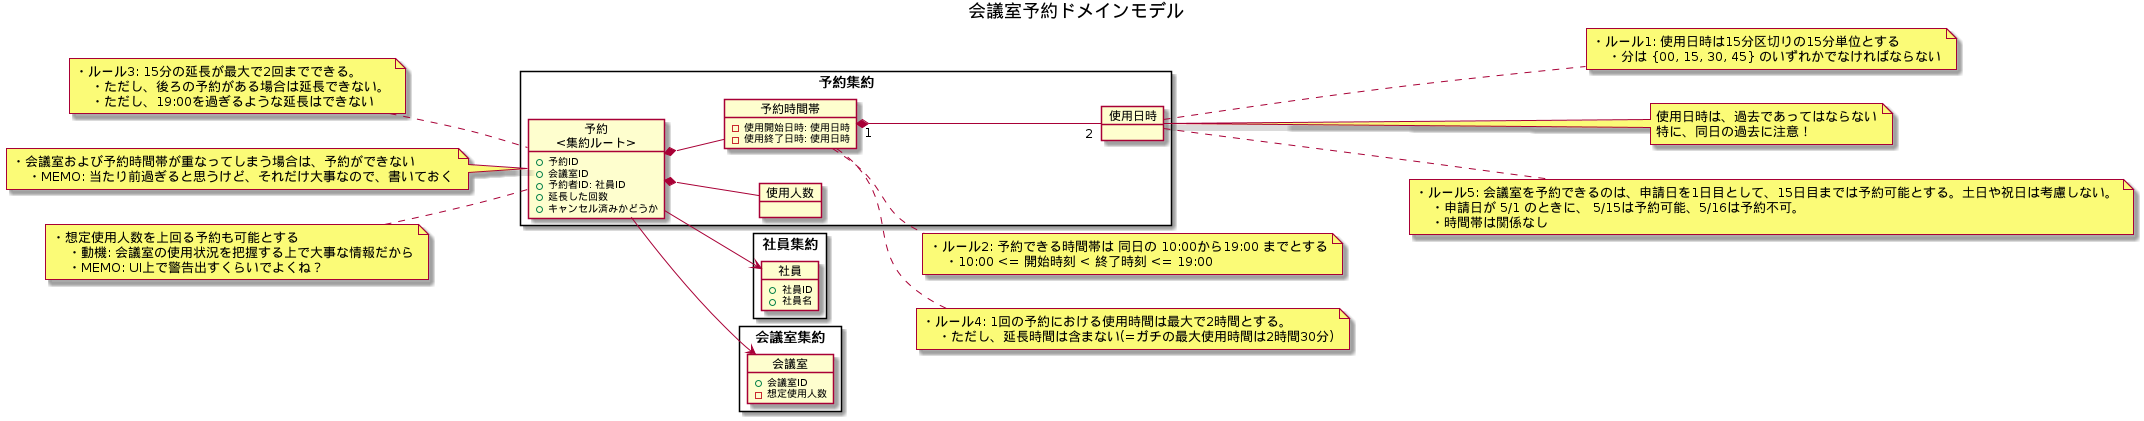 会議室予約ドメインモデル
・ルール3: 15分の延長が最大で2回までできる。
・ただし、後ろの予約がある場合は延長できない。
・ただし、19:00を過ぎるような延長はできない
・会議室および予約時間帯が重なってしまう場合は、予約ができない
・MEMO: 当たり前過ぎると思うけど、それだけ大事なので、書いておく
・想定使用人数を上回る予約も可能とする
・動機: 会議室の使用状況を把握する上で大事な情報だから
・MEMO: UI上で警告出すくらいでよくね？
予約集約
予約
<集約ルート>
予約ID
会議室ID
予約者ID: 社員ID
延長した回数
キャンセル済みかどうか
予約時間帯
使用開始日時: 使用日時
使用終了日時: 使用日時
1
2
使用日時
使用人数
社員集約
社員
社員ID
社員名
会議室集約
会議室
会議室ID
想定使用人数
・ルール1: 使用日時は15分区切りの15分単位とする
・分は {00, 15, 30, 45} のいずれかでなければならない
使用日時は、過去であってはならない
特に、同日の過去に注意！
・ルール5: 会議室を予約できるのは、申請日を1日目として、15日目までは予約可能とする。土日や祝日は考慮しない。
・申請日が 5/1 のときに、 5/15は予約可能、5/16は予約不可。
・時間帯は関係なし
・ルール2: 予約できる時間帯は 同日の 10:00から19:00 までとする
・10:00 <= 開始時刻 < 終了時刻 <= 19:00
・ルール4: 1回の予約における使用時間は最大で2時間とする。
・ただし、延長時間は含まない(=ガチの最大使用時間は2時間30分)